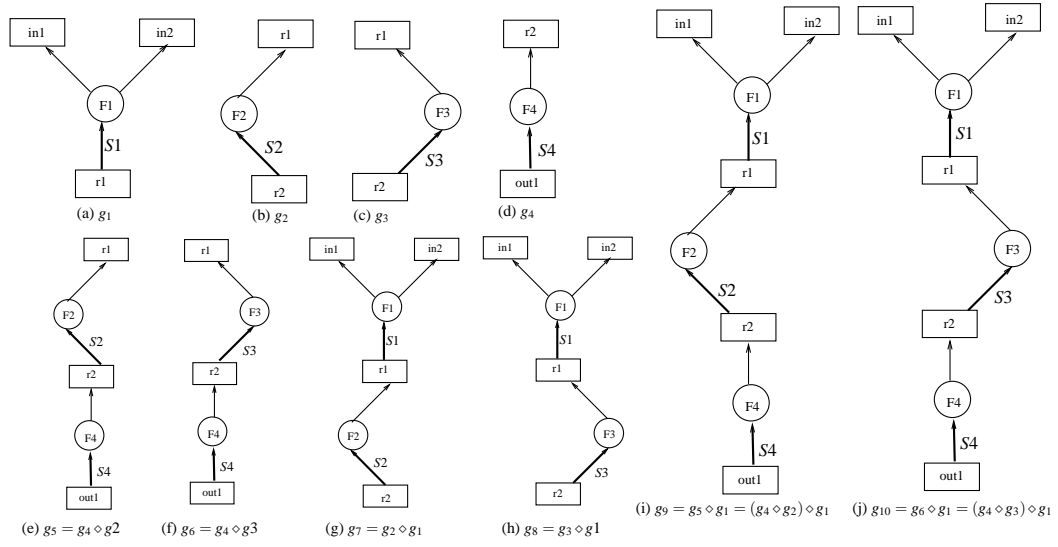 in1
in2
F1
S1
r1
(a) g1
r1
F2
S2
r2
(b) g2
r1
F3
S3
r2
(c) g3
r2
F4
S4
out1
(d) g4
r1
F2
S2
r2
F4
S4
out1
(e) g5 = g4 ⋄ g2
r1
F3
S3
r2
F4
S4
out1
(f) g6 = g4 ⋄ g3
in1
in2
F1
S1
r1
F2
S2
r2
(g) g7 = g2 ⋄ g1
in1
in2
F1
S1
r1
F3
S3
r2
(h) g8 = g3 ⋄ g1
in1
in2
F1
S1
r1
F2
S2
r2
F4
S4
out1
(i) g9 = g5 ⋄ g1 = (g4 ⋄ g2) ⋄ g1
in1
in2
F1
S1
r1
F3
S3
r2
F4
S4
out1
(j) g10 = g6 ⋄ g1 = (g4 ⋄ g3) ⋄ g1